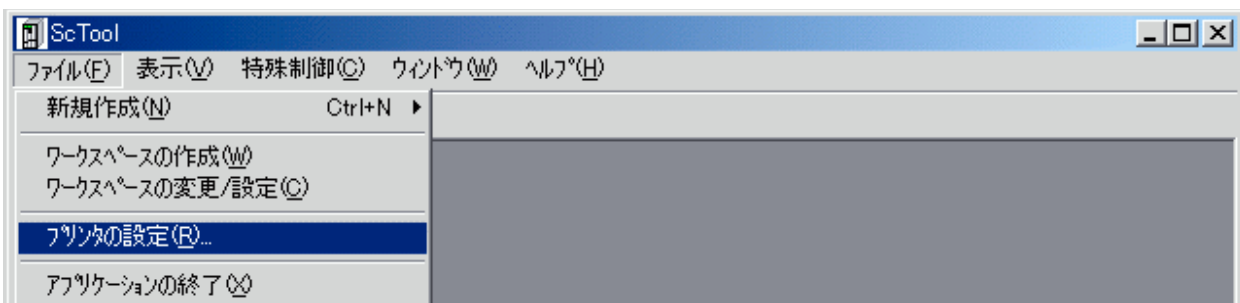 ScTool
ﾌｧｲﾙ(F) 表示(V) 特殊制御(C) ｳｨﾝﾄﾞｳ(W) ﾍﾙﾌﾟ(H)
新規作成(N) Ctrl+N
ﾜｰｸｽﾍﾟｰｽの作成(W)
ﾜｰｸｽﾍﾟｰｽの変更/設定(C)
ﾌﾟﾘﾝﾀの設定(R)...
ｱﾌﾟﾘｹｰｼｮﾝの終了(X)